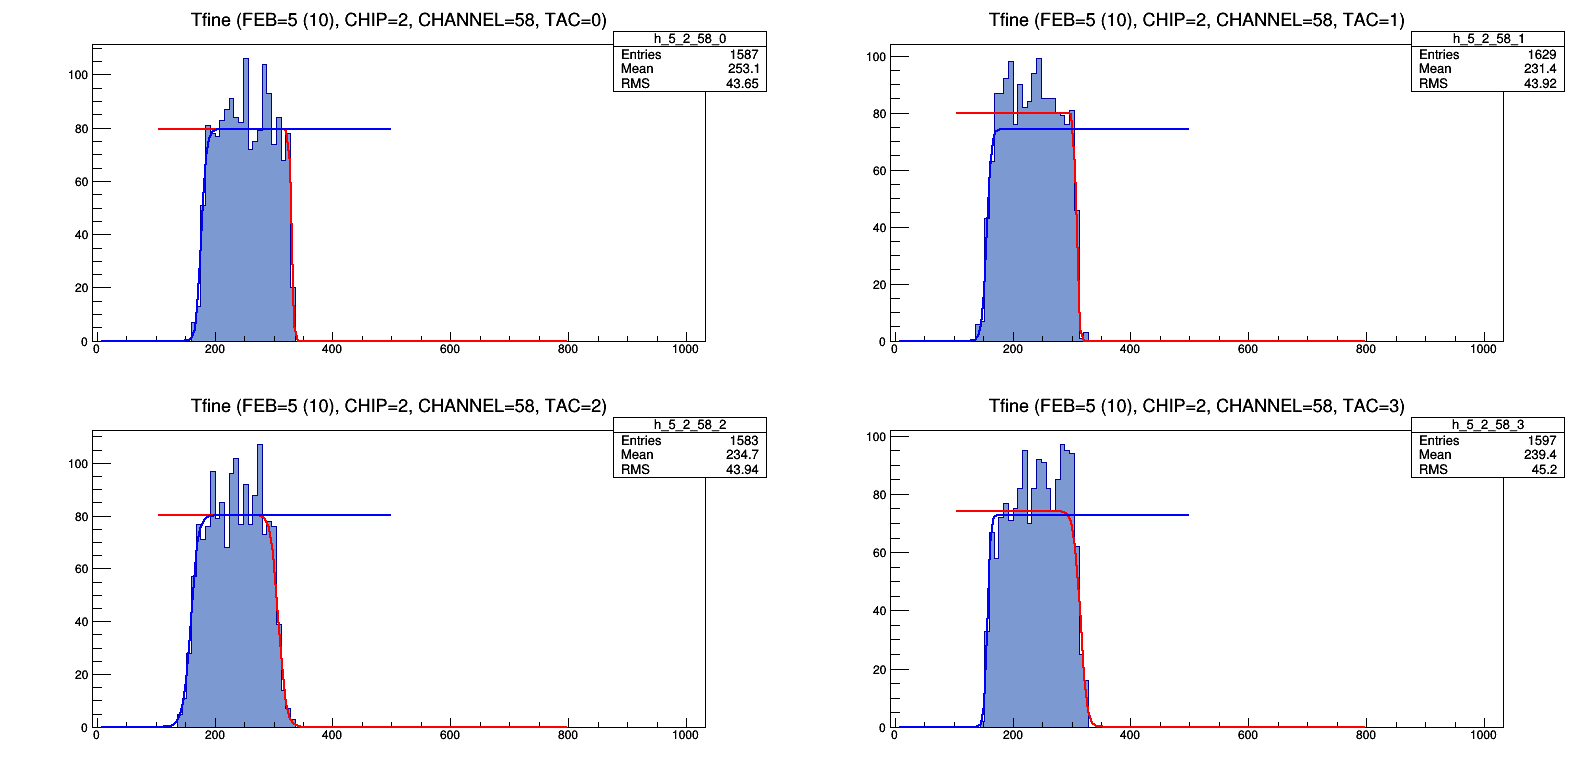 Tfine (FEB=5 (10), CHIP=2, CHANNEL=58, TAC=0)
h_5_2_58_0
Entries 1587
Mean 253.1
RMS 43.65
100
80
60
40
20
0
0 200 400 600 800 1000
Tfine (FEB=5 (10), CHIP=2, CHANNEL=58, TAC=1)
h_5_2_58_1
Entries 1629
Mean 231.4
RMS 43.92
100
80
60
40
20
0
0 200 400 600 800 1000
Tfine (FEB=5 (10), CHIP=2, CHANNEL=58, TAC=2)
h_5_2_58_2
Entries 1583
Mean 234.7
RMS 43.94
100
80
60
40
20
0
0 200 400 600 800 1000
Tfine (FEB=5 (10), CHIP=2, CHANNEL=58, TAC=3)
h_5_2_58_3
Entries 1597
Mean 239.4
RMS 45.2
100
80
60
40
20
0
0 200 400 600 800 1000